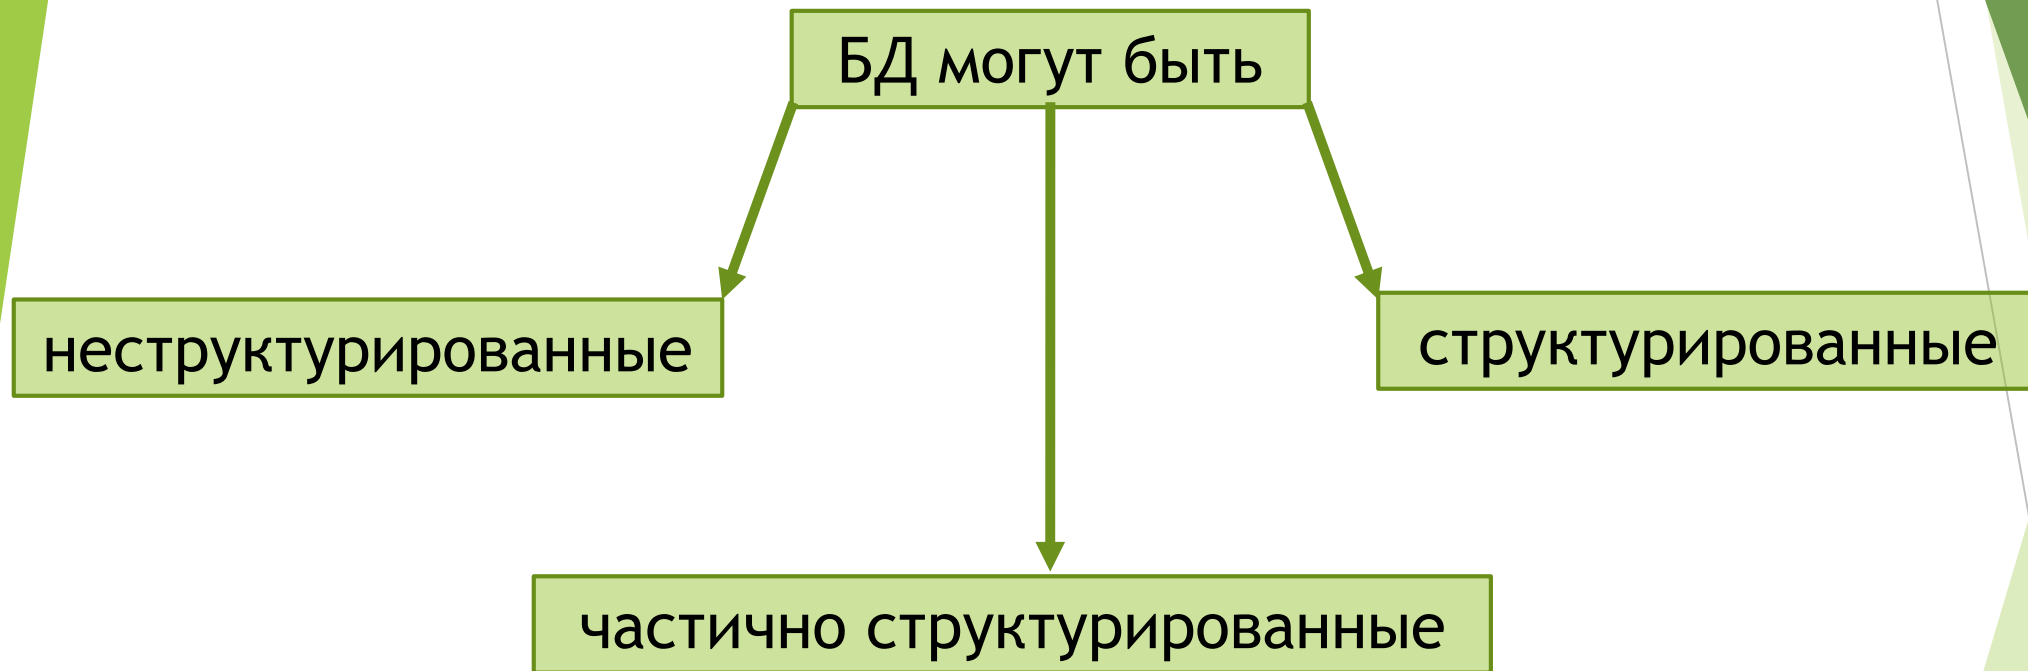 БД могут быть
неструктурированные
структурированные
частично структурированные